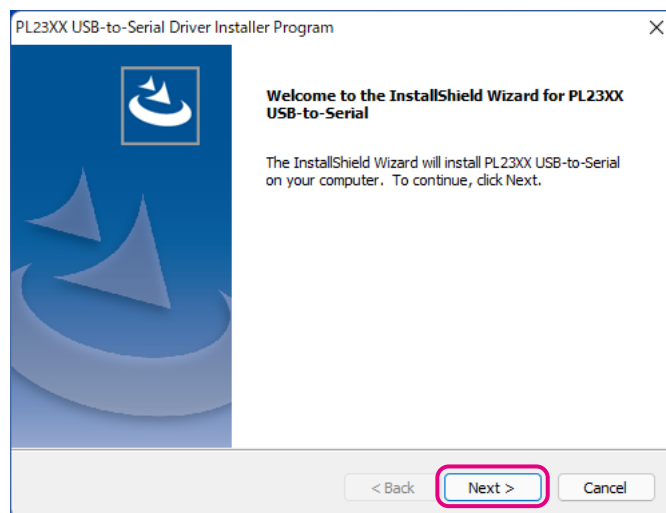 PL23XX USB-to-Serial Driver Installer Program
Welcome to the InstallShield Wizard for PL23XX
USB-to-Serial
The InstallShield Wizard will install PL23XX USB-to-Serial
on your computer. To continue, click Next.
< Back Next > Cancel